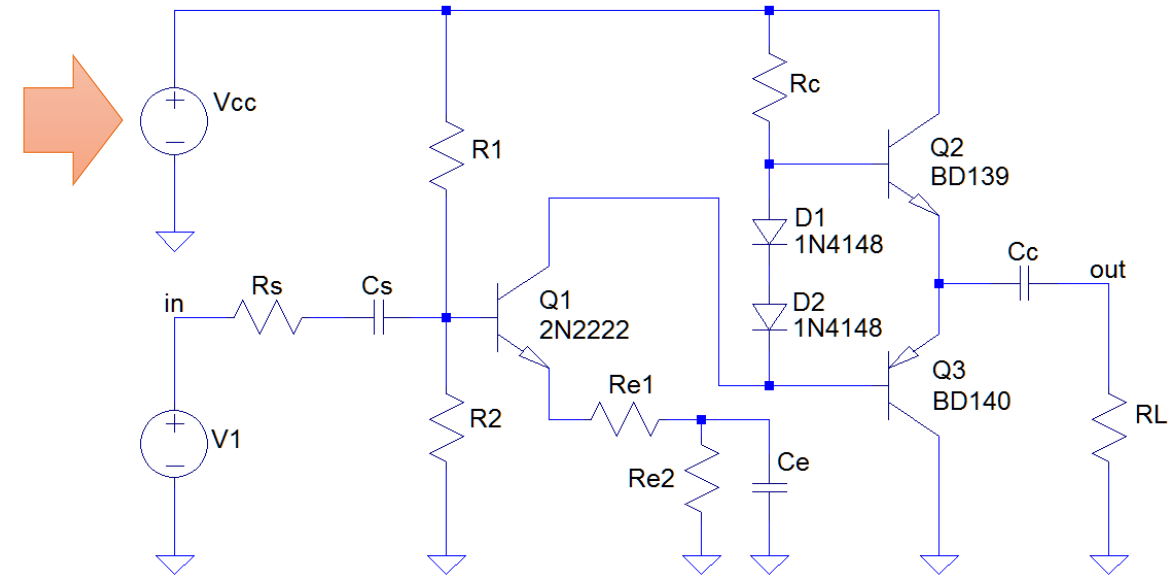 Vcc
R1
Rc
Q2
BD139
D1
1N4148
Cc
out
in
Rs
Cs
Q1
2N2222
D2
1N4148
Re1
Q3
BD140
V1
R2
Re2
Ce
RL